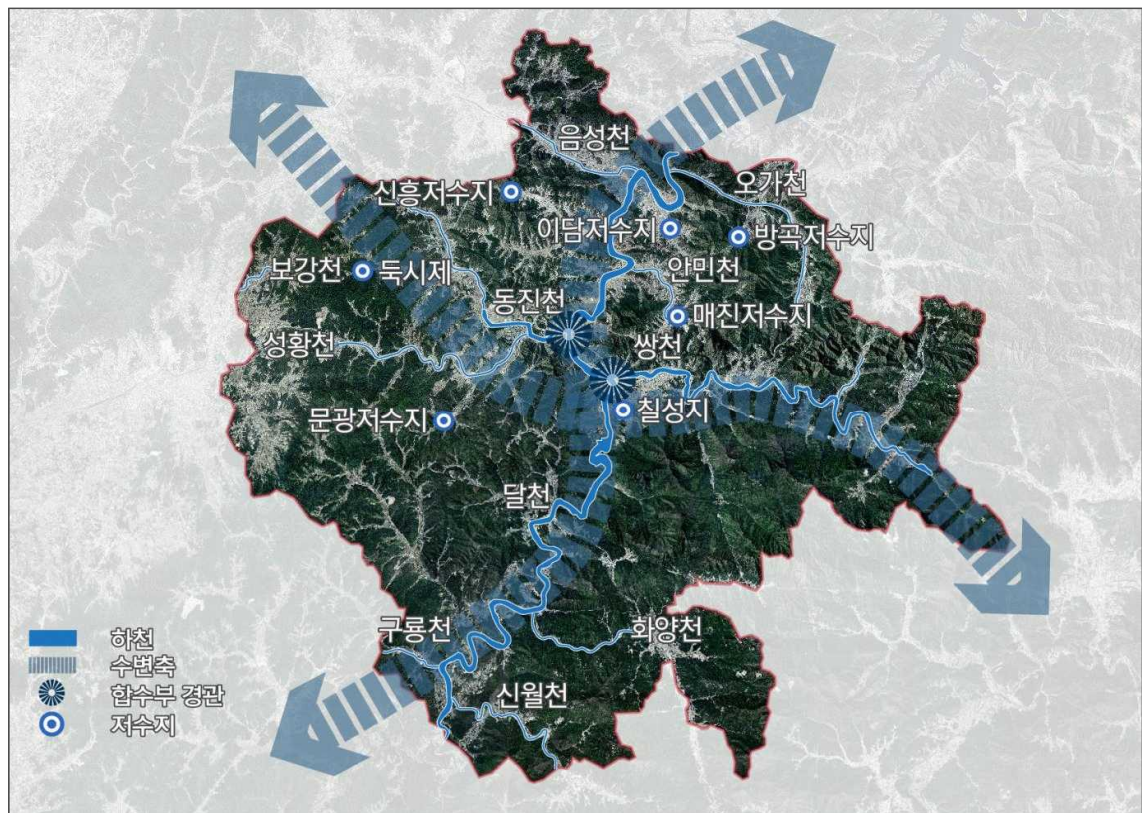 음성천
신흥저수지
오가천
이담저수지
방곡저수지
보강천
둑시제
안민천
동진천
매진저수지
성황천
쌍천
문광저수지
칠성지
달천
구룡천
화양천
신월천
하천
수변축
합수부 경관
저수지